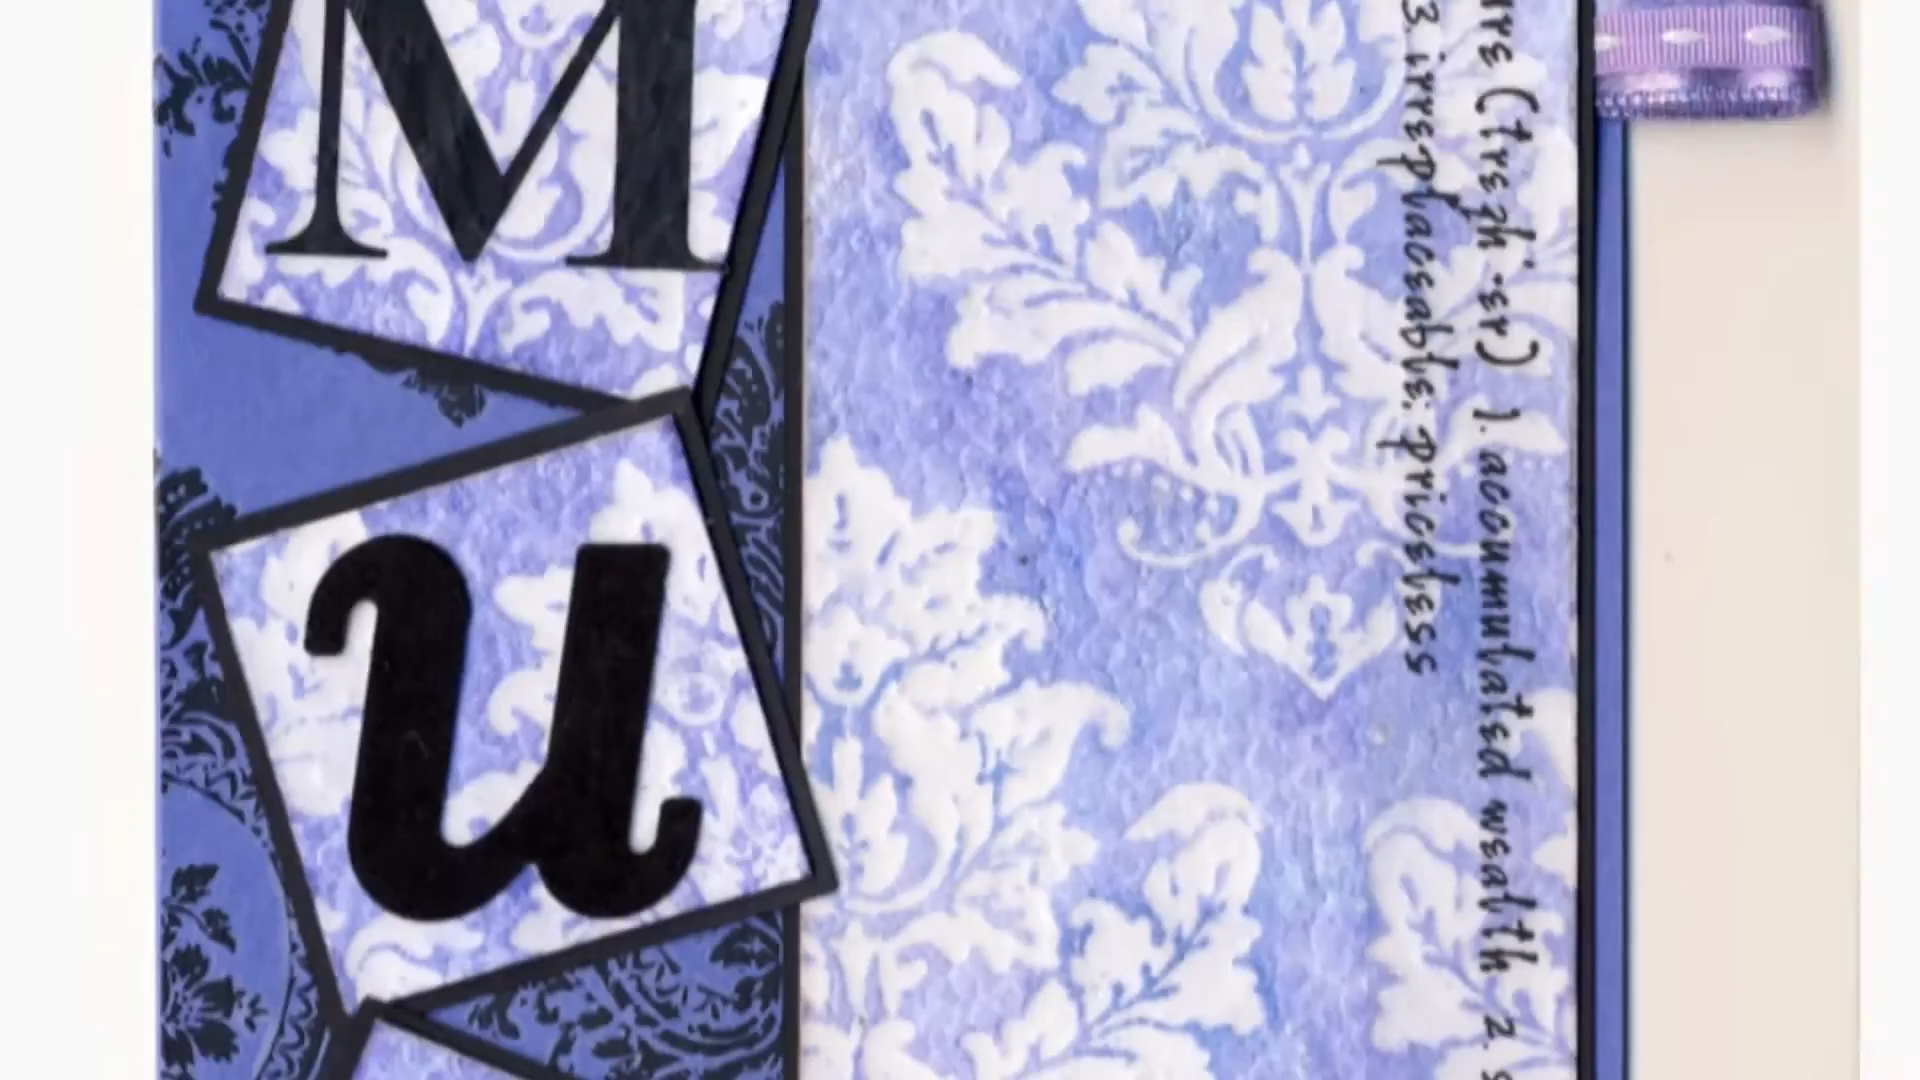 M
u
ure (trezh·er) 1. accumulated wealth 2. s
3 irreplaceable; priceless